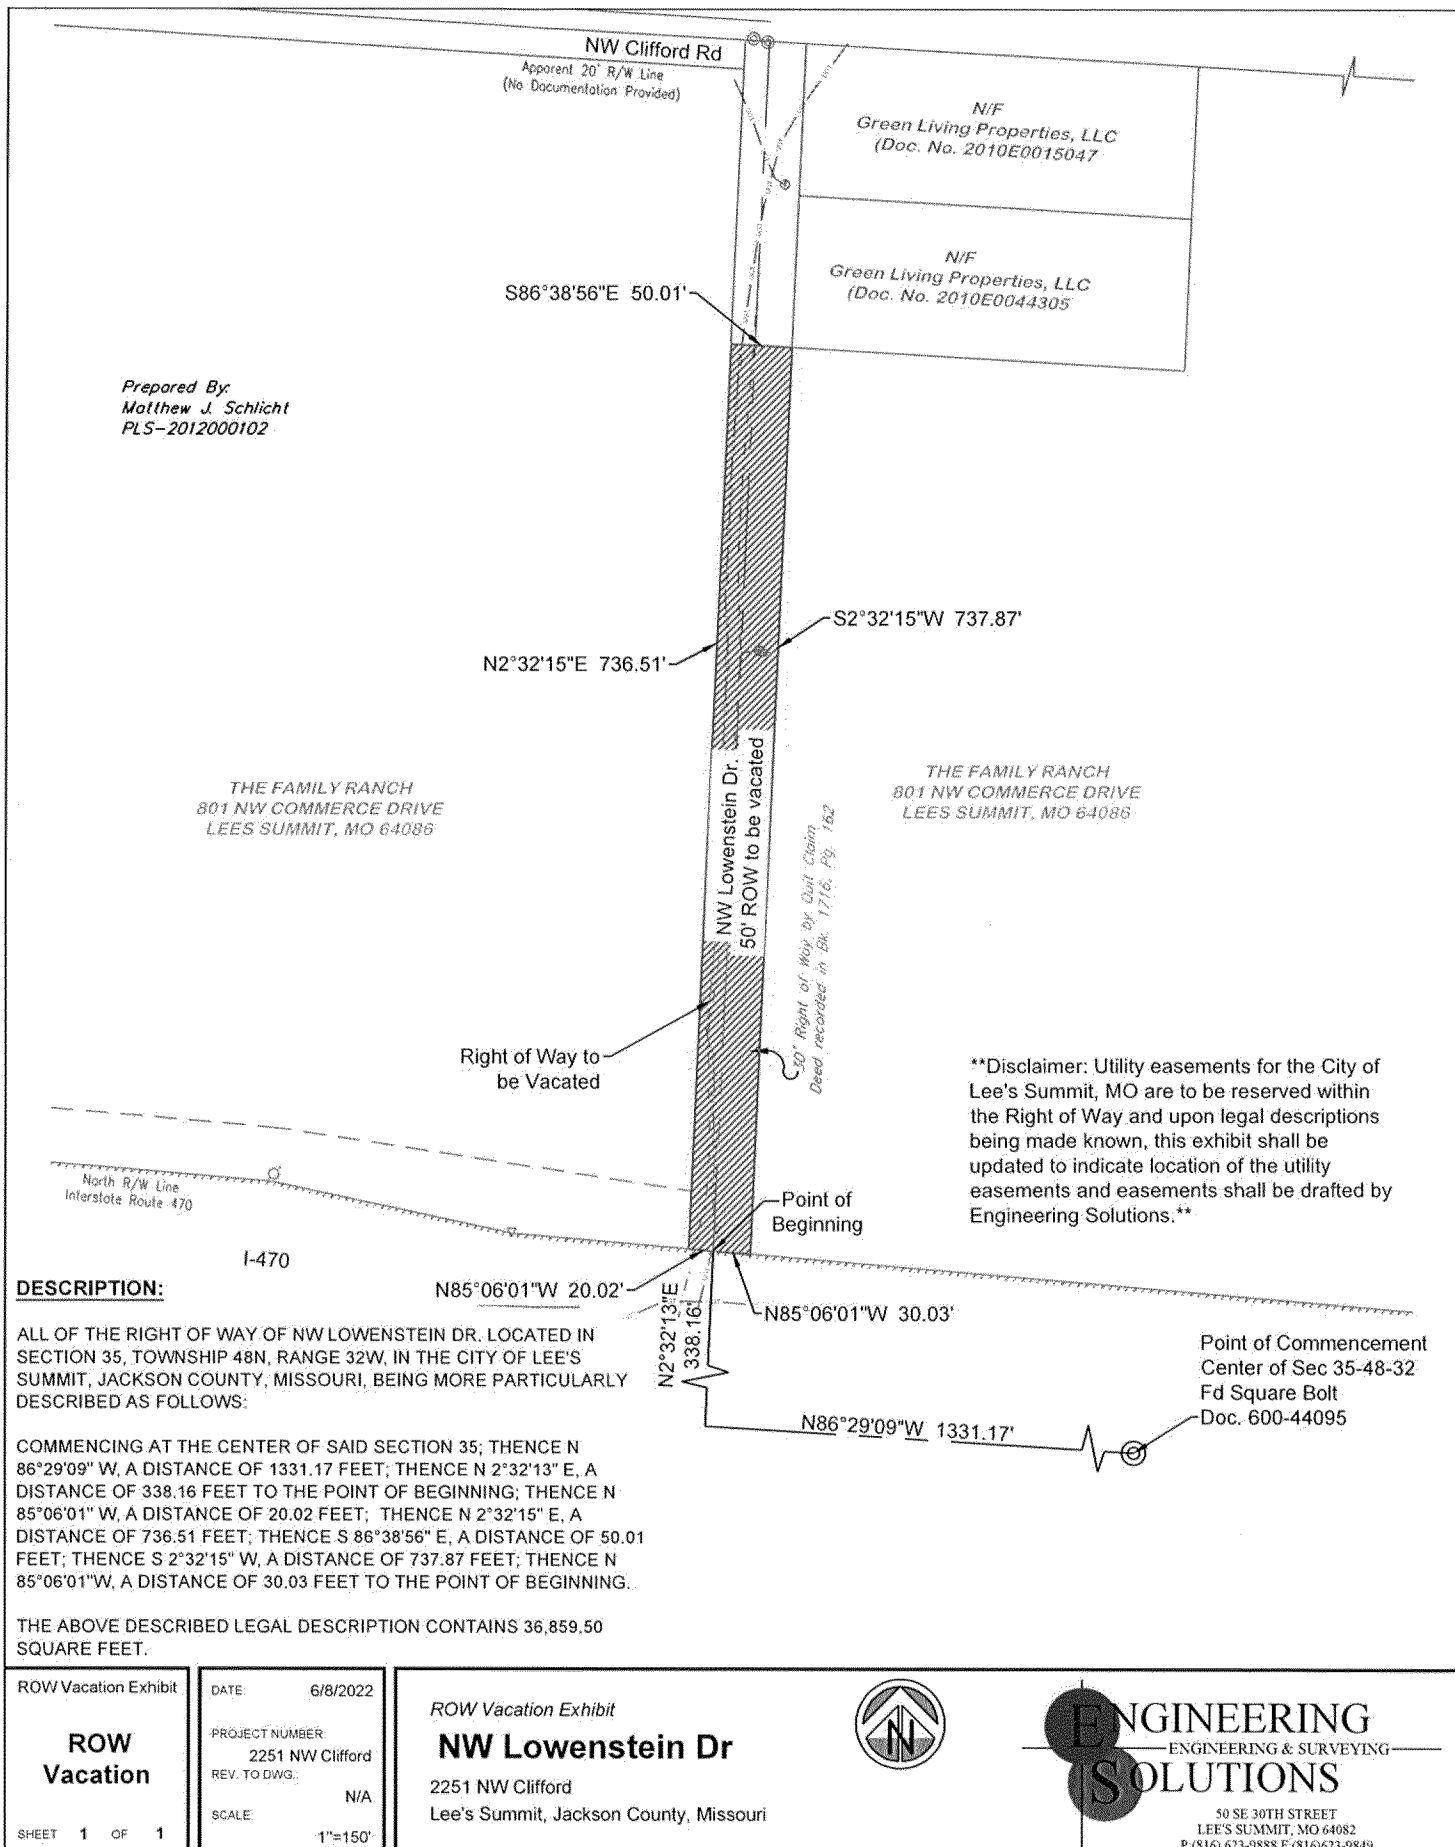 NW Clifford Rd
Apparent 20' R/W Line
(No Documentation Provided)
N/F
Green Living Properties, LLC
(Doc. No. 2010E0015047
N/F
Green Living Properties, LLC
(Doc. No. 2010E0044305
S86°38'56"E 50.01'
Prepared By:
Matthew J. Schlicht
PLS-2012000102
S2°32'15"W 737.87'
N2°32'15"E 736.51'
THE FAMILY RANCH
801 NW COMMERCE DRIVE
LEES SUMMIT, MO 64086
NW Lowenstein Dr.
50' ROW to be vacated
THE FAMILY RANCH
801 NW COMMERCE DRIVE
LEES SUMMIT, MO 64086
30' Right of Way by Quit Claim
Deed recorded in Bk. 1716, Pg. 162
Right of Way to
be Vacated
**Disclaimer: Utility easements for the City of
Lee's Summit, MO are to be reserved within
the Right of Way and upon legal descriptions
being made known, this exhibit shall be
updated to indicate location of the utility
easements and easements shall be drafted by
Engineering Solutions.**
North R/W Line
Interstate Route 470
Point of
Beginning
I-470
N85°06'01"W 20.02'
N2°32'13"E
338.16'
N85°06'01"W 30.03'
Point of Commencement
Center of Sec 35-48-32
Fd Square Bolt
Doc. 600-44095
N86°29'09"W 1331.17'
DESCRIPTION:
ALL OF THE RIGHT OF WAY OF NW LOWENSTEIN DR. LOCATED IN
SECTION 35, TOWNSHIP 48N, RANGE 32W, IN THE CITY OF LEE'S
SUMMIT, JACKSON COUNTY, MISSOURI, BEING MORE PARTICULARLY
DESCRIBED AS FOLLOWS:
COMMENCING AT THE CENTER OF SAID SECTION 35; THENCE N
86°29'09" W, A DISTANCE OF 1331.17 FEET; THENCE N 2°32'13" E, A
DISTANCE OF 338.16 FEET TO THE POINT OF BEGINNING; THENCE N
85°06'01" W, A DISTANCE OF 20.02 FEET; THENCE N 2°32'15" E, A
DISTANCE OF 736.51 FEET; THENCE S 86°38'56" E, A DISTANCE OF 50.01
FEET; THENCE S 2°32'15" W, A DISTANCE OF 737.87 FEET; THENCE N
85°06'01"W, A DISTANCE OF 30.03 FEET TO THE POINT OF BEGINNING.
THE ABOVE DESCRIBED LEGAL DESCRIPTION CONTAINS 36,859.50
SQUARE FEET.
ROW Vacation Exhibit
ROW
Vacation
SHEET 1 OF 1
DATE: 6/8/2022
PROJECT NUMBER:
2251 NW Clifford
REV. TO DWG.:
N/A
SCALE:
1"=150'
ROW Vacation Exhibit
NW Lowenstein Dr
2251 NW Clifford
Lee's Summit, Jackson County, Missouri
N
ENGINEERING
ENGINEERING & SURVEYING
SOLUTIONS
50 SE 30TH STREET
LEE'S SUMMIT, MO 64082
P:(816) 623-9888 F:(816)623-9849